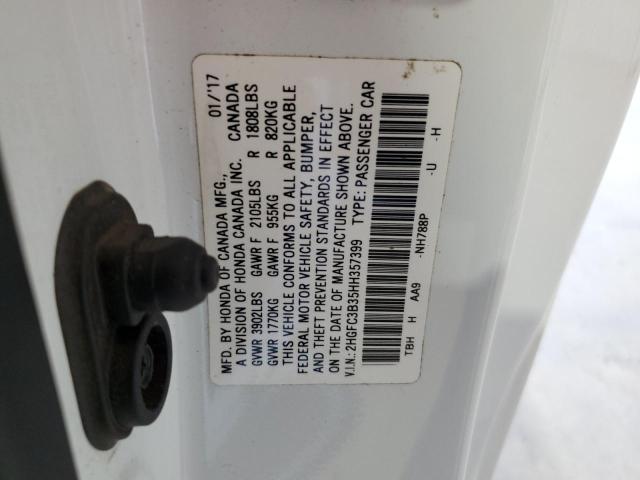 MFD. BY HONDA OF CANADA MFG., 01/'17
A DIVISION OF HONDA CANADA INC. CANADA
GVWR 3902LBS GAWR F 2105LBS R 1808LBS
GVWR 1770KG GAWR F 955KG R 820KG
THIS VEHICLE CONFORMS TO ALL APPLICABLE
FEDERAL MOTOR VEHICLE SAFETY, BUMPER,
AND THEFT PREVENTION STANDARDS IN EFFECT
ON THE DATE OF MANUFACTURE SHOWN ABOVE.
V.I.N.: 2HGFC3B35HH357399 TYPE: PASSENGER CAR
TBH H AA9 -NH788P -U -H